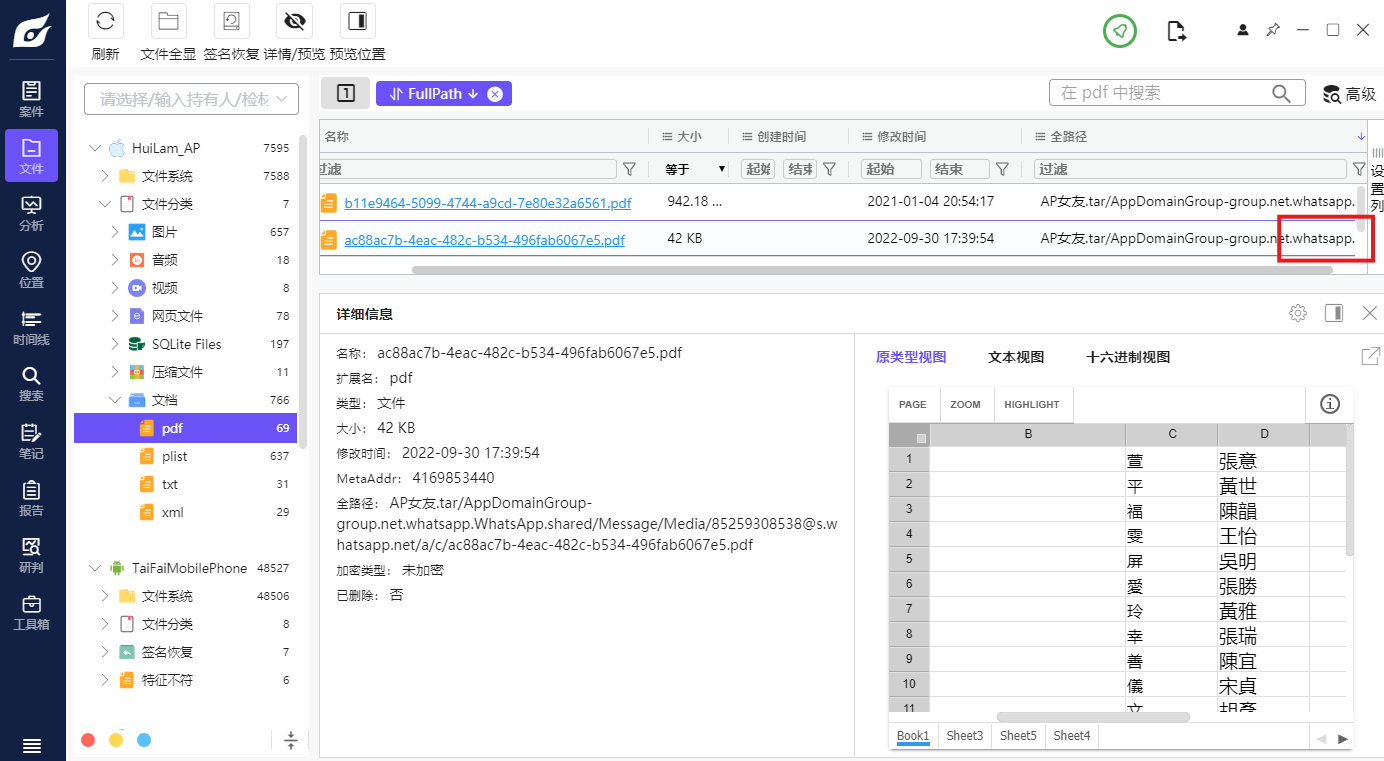 刷新
文件全显
签名恢复
详情/预览
预览位置
案件
文件
分析
位置
时间线
搜索
笔记
报告
研判
工具箱
请选择/输入持有人/检材
HuiLam_AP 7595
文件系统 7588
文件分类 7
图片 657
音频 18
视频 8
网页文件 78
SQLite Files 197
压缩文件 11
文档 766
pdf 69
plist 637
txt 31
xml 29
TaiFaiMobilePhone 48527
文件系统 48506
文件分类 8
签名恢复 7
特征不符 6
1 FullPath
在 pdf 中搜索
高级
名称 大小 创建时间 修改时间 全路径
过滤 等于 起始 结束 起始 结束 过滤
b11e9464-5099-4744-a9cd-7e80e32a6561.pdf 942.18 ... 2021-01-04 20:54:17 AP女友.tar/AppDomainGroup-group.net.whatsapp.
ac88ac7b-4eac-482c-b534-496fab6067e5.pdf 42 KB 2022-09-30 17:39:54 AP女友.tar/AppDomainGroup-group.net.whatsapp.
设置列
详细信息
名称: ac88ac7b-4eac-482c-b534-496fab6067e5.pdf
扩展名: pdf
类型: 文件
大小: 42 KB
修改时间: 2022-09-30 17:39:54
MetaAddr: 4169853440
全路径: AP女友.tar/AppDomainGroup-
group.net.whatsapp.WhatsApp.shared/Message/Media/85259308538@s.w
hatsapp.net/a/c/ac88ac7b-4eac-482c-b534-496fab6067e5.pdf
加密类型: 未加密
已删除: 否
原类型视图 文本视图 十六进制视图
PAGE ZOOM HIGHLIGHT
B C D
1 萱 張意
2 平 黃世
3 福 陳韻
4 雯 王怡
5 屏 吳明
6 愛 張勝
7 玲 黃雅
8 幸 張瑞
9 善 陳宜
10 儀 宋貞
11
Book1 Sheet3 Sheet5 Sheet4